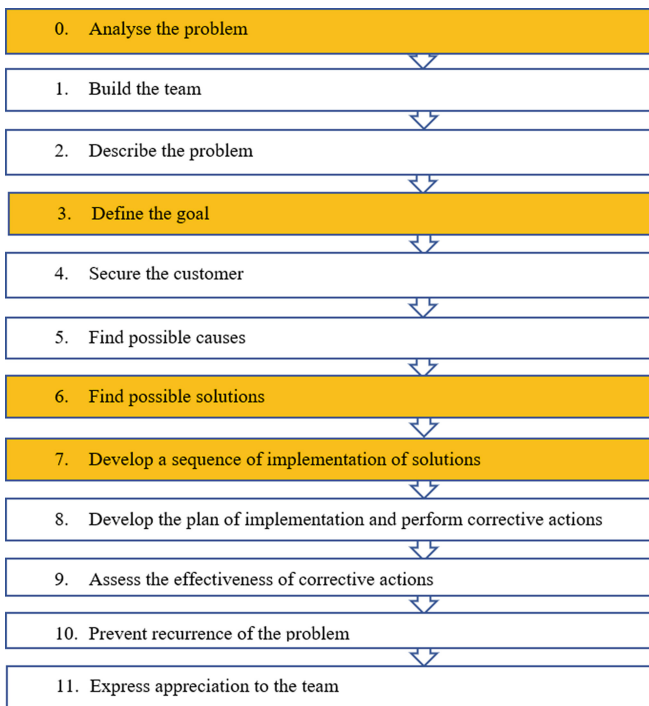 0. Analyse the problem
1. Build the team
2. Describe the problem
3. Define the goal
4. Secure the customer
5. Find possible causes
6. Find possible solutions
7. Develop a sequence of implementation of solutions
8. Develop the plan of implementation and perform corrective actions
9. Assess the effectiveness of corrective actions
10. Prevent recurrence of the problem
11. Express appreciation to the team